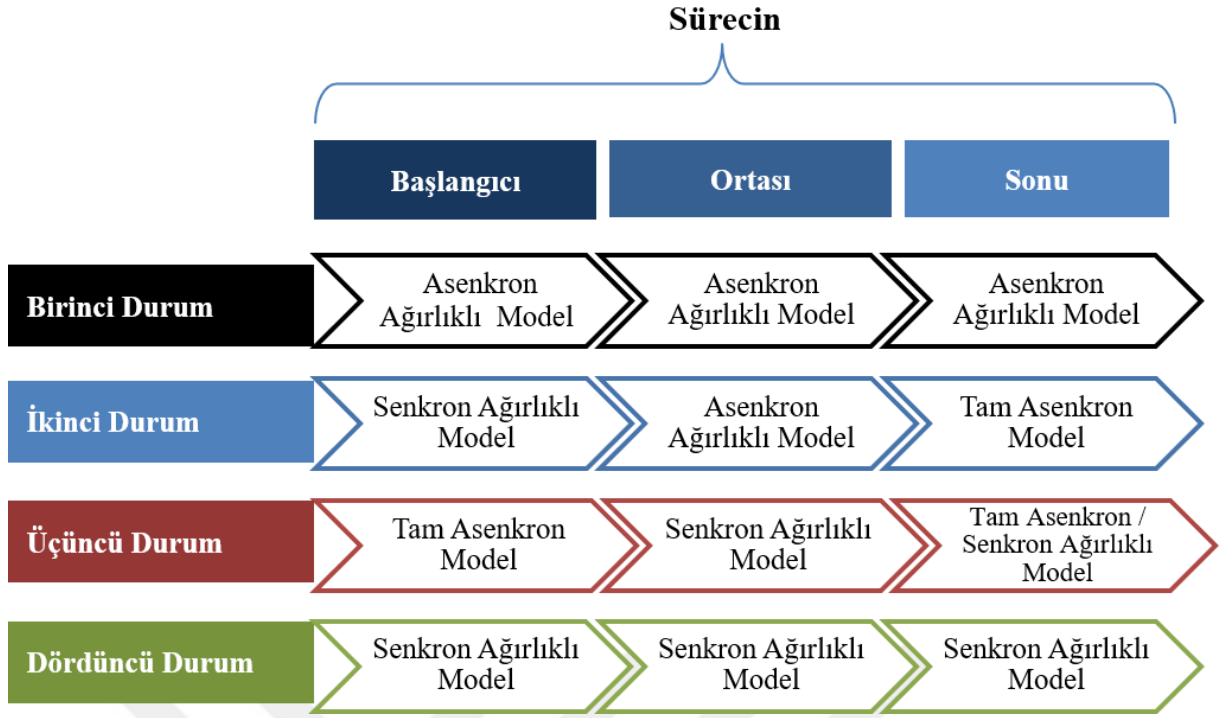 Sürecin
Başlangıcı
Ortası
Sonu
Birinci Durum
Asenkron
Ağırlıklı  Model
Asenkron
Ağırlıklı Model
Asenkron
Ağırlıklı Model
İkinci Durum
Senkron Ağırlıklı
Model
Asenkron
Ağırlıklı Model
Tam Asenkron
Model
Üçüncü Durum
Tam Asenkron
Model
Senkron Ağırlıklı
Model
Tam Asenkron /
Senkron Ağırlıklı
Model
Dördüncü Durum
Senkron Ağırlıklı
Model
Senkron Ağırlıklı
Model
Senkron Ağırlıklı
Model